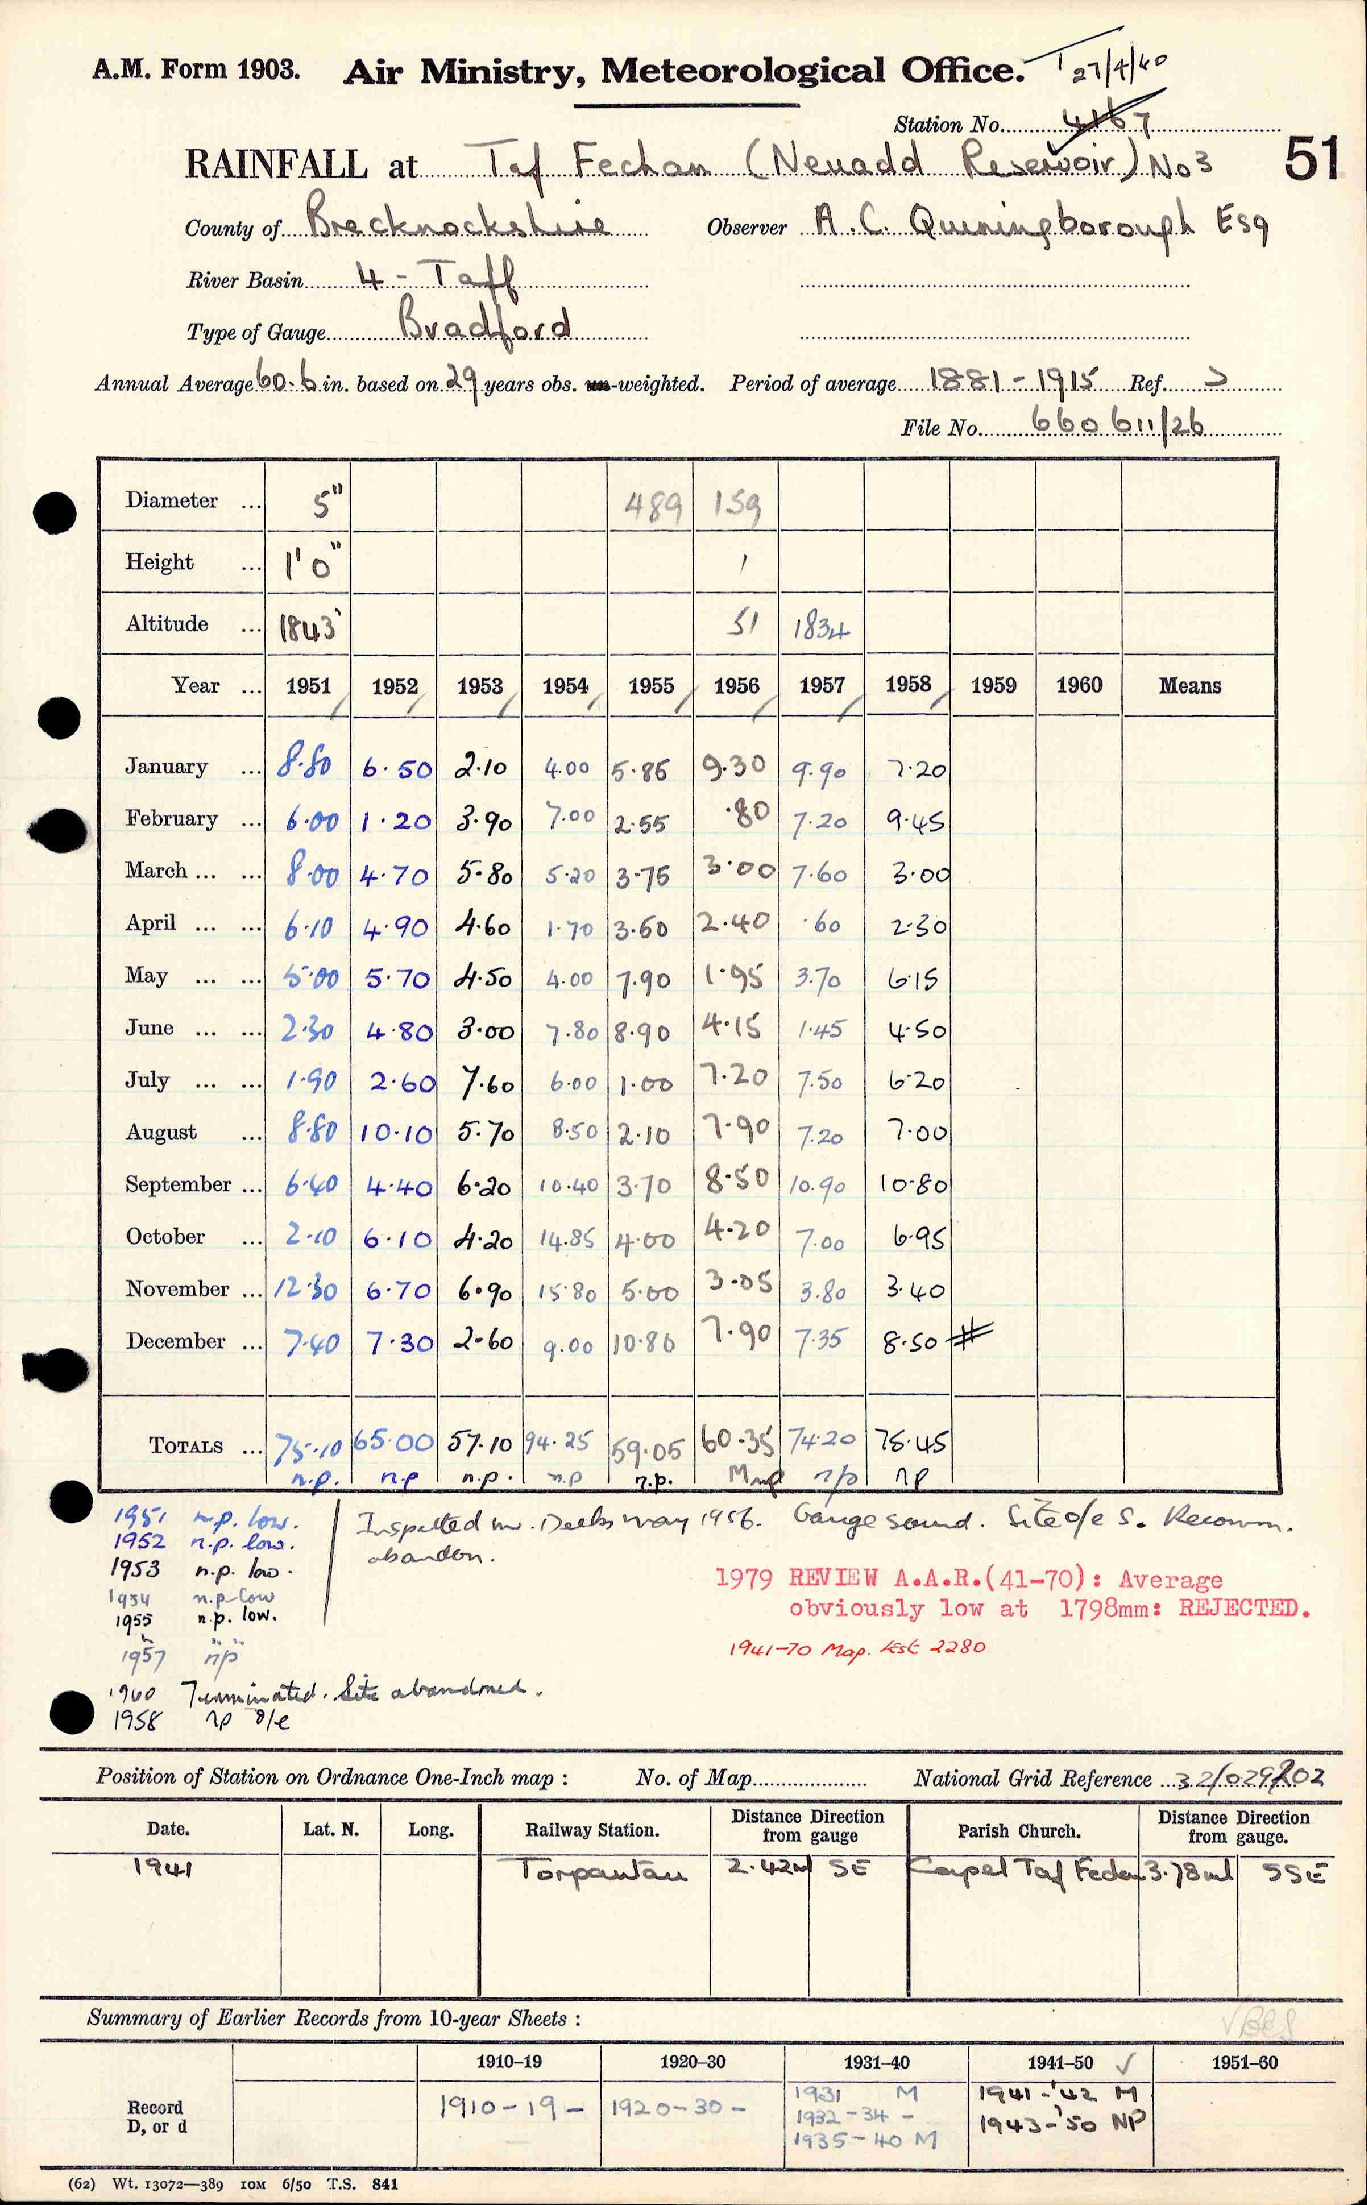 A.M. Form 1903. Air Ministry, Meteorological Office. 27/4/40
Station No. 4167
RAINFALL at Taf Fechan (Neuadd Reservoir) No 3 51
County of Brecknockshire Observer A.C. Quiningborough Esq
River Basin 4 - Taff
Type of Gauge Bradford
Annual Average 60.6 in. based on 29 years obs. un-weighted. Period of average 1881-1915 Ref.
File No. 660611/26
Diameter ... 5" 489 159
Height ... 1' 0" 1
Altitude ... 1843' 51 1834
Year ... 1951 1952 1953 1954 1955 1956 1957 1958 1959 1960 Means
January ... 8.80 6.50 2.10 4.00 5.85 9.30 9.90 7.20
February ... 6.00 1.20 3.90 7.00 2.55 .80 7.20 9.45
March ... ... 8.00 4.70 5.80 5.20 3.75 3.00 7.60 3.00
April ... ... 6.10 4.90 4.60 1.70 3.60 2.40 .60 2.30
May ... ... 5.00 5.70 4.50 4.00 7.90 1.95 3.70 6.15
June ... ... 2.30 4.80 3.00 7.80 8.90 4.15 1.45 4.50
July ... ... 1.90 2.60 7.60 6.00 1.00 7.20 7.50 6.20
August ... 8.80 10.10 5.70 8.50 2.10 7.90 7.20 7.00
September ... 6.40 4.40 6.20 10.40 3.70 8.50 10.90 10.80
October ... 2.10 6.10 4.20 14.85 4.00 4.20 7.00 6.95
November ... 12.30 6.70 6.90 15.80 5.00 3.05 3.80 3.40
December ... 7.40 7.30 2.60 9.00 10.80 7.90 7.35 8.50 #
TOTALS ... 75.10 65.00 57.10 94.25 59.05 60.35 74.20 75.45
n.p. n.p n.p. n.p n.p. M np n/p np
1951 n.p. low. Inspected Mr. Deeks May 1956. Gauge sound. Site o/e S. Recomm.
1952 n.p. low. abandon.
1953 n.p. low.
1954 n.p low
1955 n.p. low.
1979 REVIEW A.A.R.(41-70): Average
obviously low at 1798mm: REJECTED.
1957 "np"
1941-70 Map. Est 2280
1960 Terminated. Site abandoned.
1958 np o/e
Position of Station on Ordnance One-Inch map : No. of Map National Grid Reference 32/029202
Date. Lat. N. Long. Railway Station. Distance Direction from gauge Parish Church. Distance Direction from gauge.
1941 Torpantau 2.42ml SE Capel Taf Fechan 3.78ml SSE
Summary of Earlier Records from 10-year Sheets :
1910-19 1920-30 1931-40 1941-50 ✓ 1951-60
Record D, or d 1910-19- 1920-30- 1931 M 1941-'42 M
1932-34 - 1943-'50 NP
1935-40 M
(62) Wt. 13072—389 10M 6/50 T.S. 841